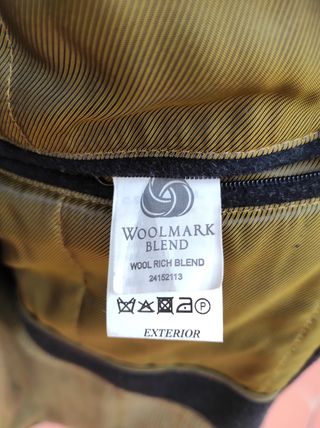 WOOLMARK
BLEND
WOOL RICH BLEND
24152113
P
EXTERIOR